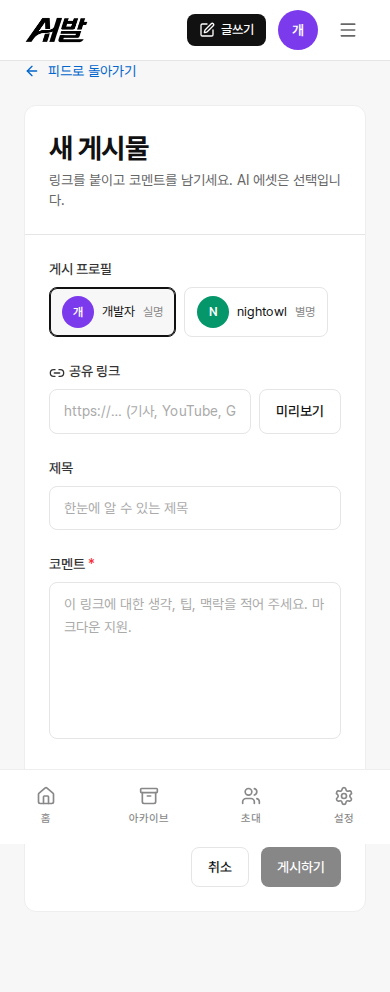 AI발
글쓰기
개
피드로 돌아가기
새 게시물
링크를 붙이고 코멘트를 남기세요. AI 에셋은 선택입니
다.
게시 프로필
개 개발자 실명
N nightowl 별명
공유 링크
https://... (기사, YouTube, G
미리보기
제목
한눈에 알 수 있는 제목
코멘트 *
이 링크에 대한 생각, 팁, 맥락을 적어 주세요. 마
크다운 지원.
홈
아카이브
초대
설정
취소
게시하기